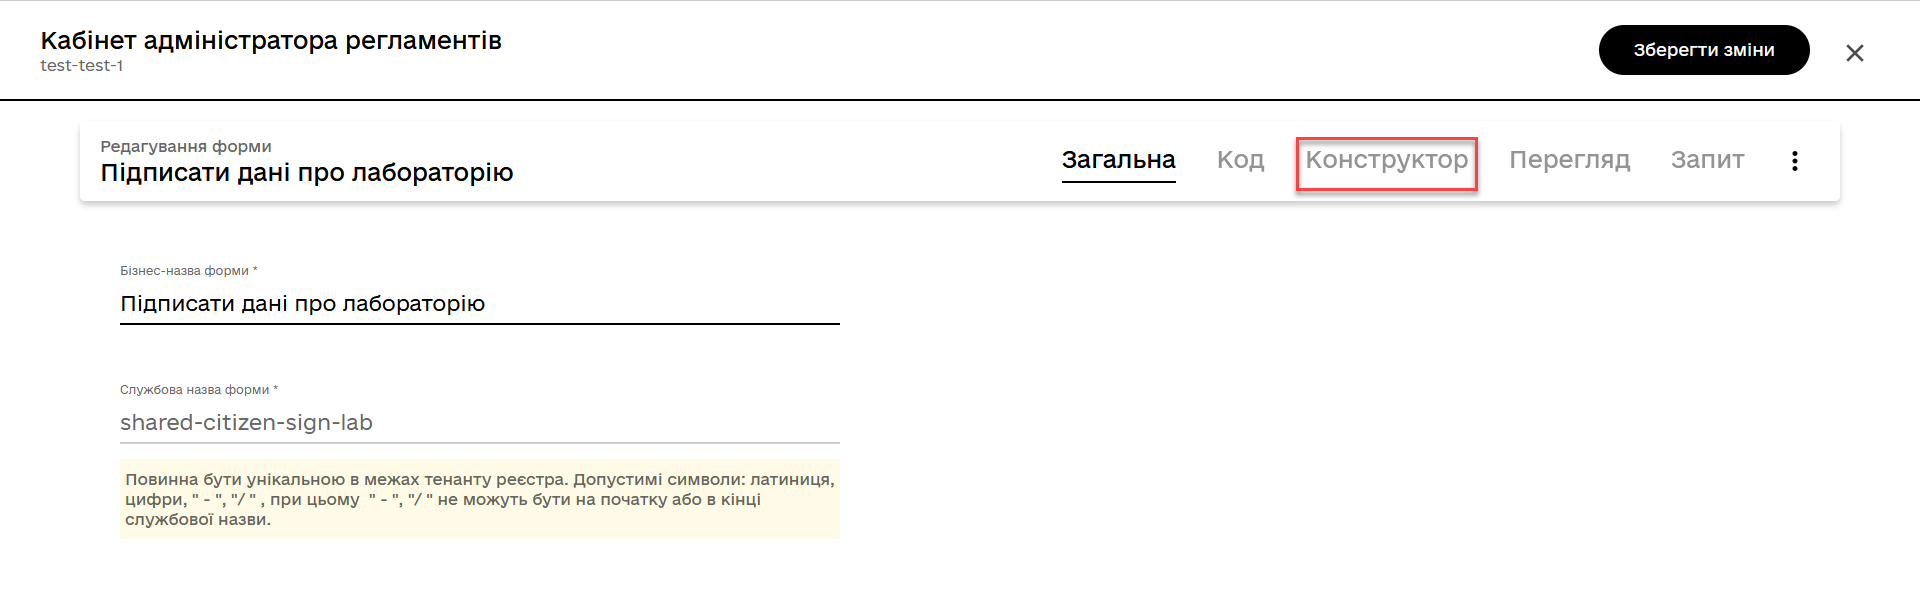 Кабінет адміністратора регламентів
test-test-1
Зберегти зміни
Редагування форми
Підписати дані про лабораторію
Загальна
Код
Конструктор
Перегляд
Запит
Бізнес-назва форми *
Підписати дані про лабораторію
Службова назва форми *
shared-citizen-sign-lab
Повинна бути унікальною в межах тенанту реєстра. Допустимі символи: латиниця,
цифри, " - ", "/ " , при цьому  " - ", "/ " не можуть бути на початку або в кінці
службової назви.